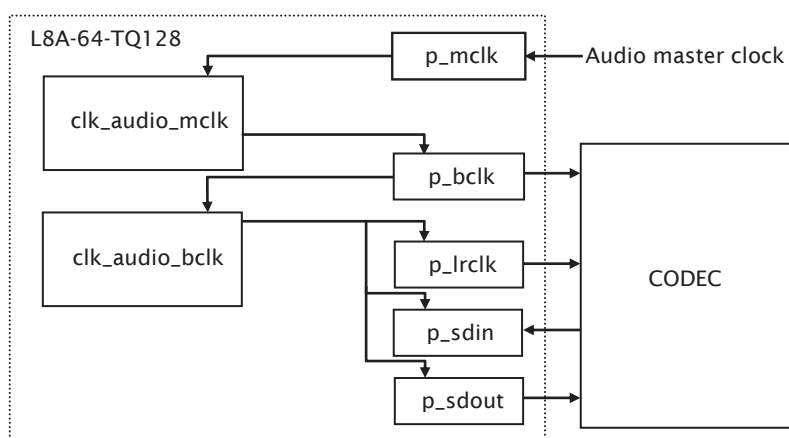 L8A-64-TQ128
p_mclk
Audio master clock
clk_audio_mclk
p_bclk
clk_audio_bclk
p_lrclk
CODEC
p_sdin
p_sdout